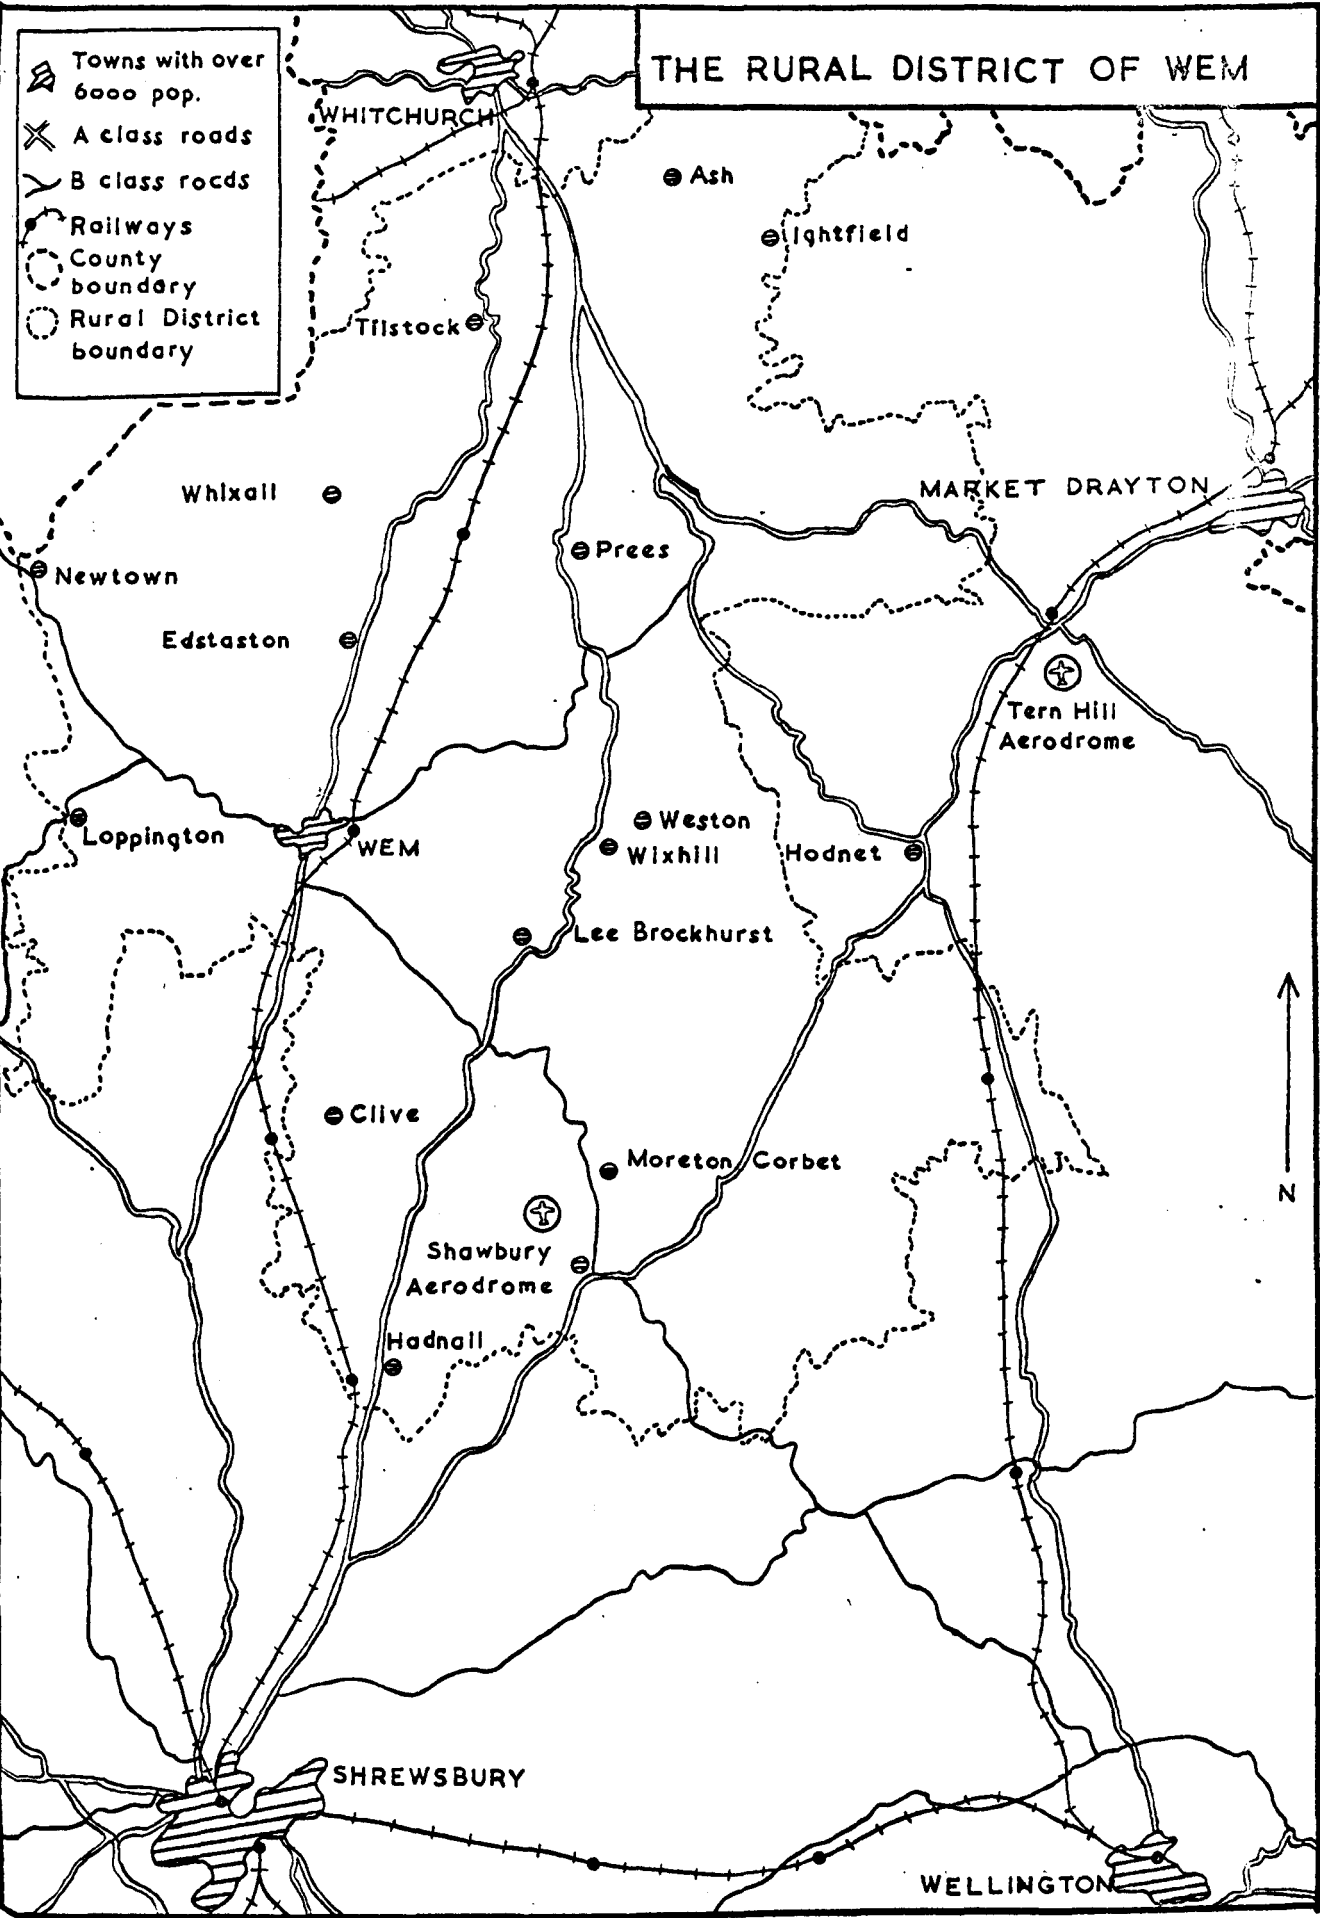 THE RURAL DISTRICT OF WEM
Towns with over
6000 pop.
A class roads
B class rocds
Railways
County
boundary
Rural District
boundary
WHITCHURCH
Ash
Ightfield
Tilstock
Whixall
MARKET DRAYTON
Prees
Newtown
Edstaston
Tern Hill
Aerodrome
Loppington
WEM
Weston
Wixhill
Hodnet
Lee Brockhurst
Clive
Moreton Corbet
N
Shawbury
Aerodrome
Hadnall
SHREWSBURY
WELLINGTON